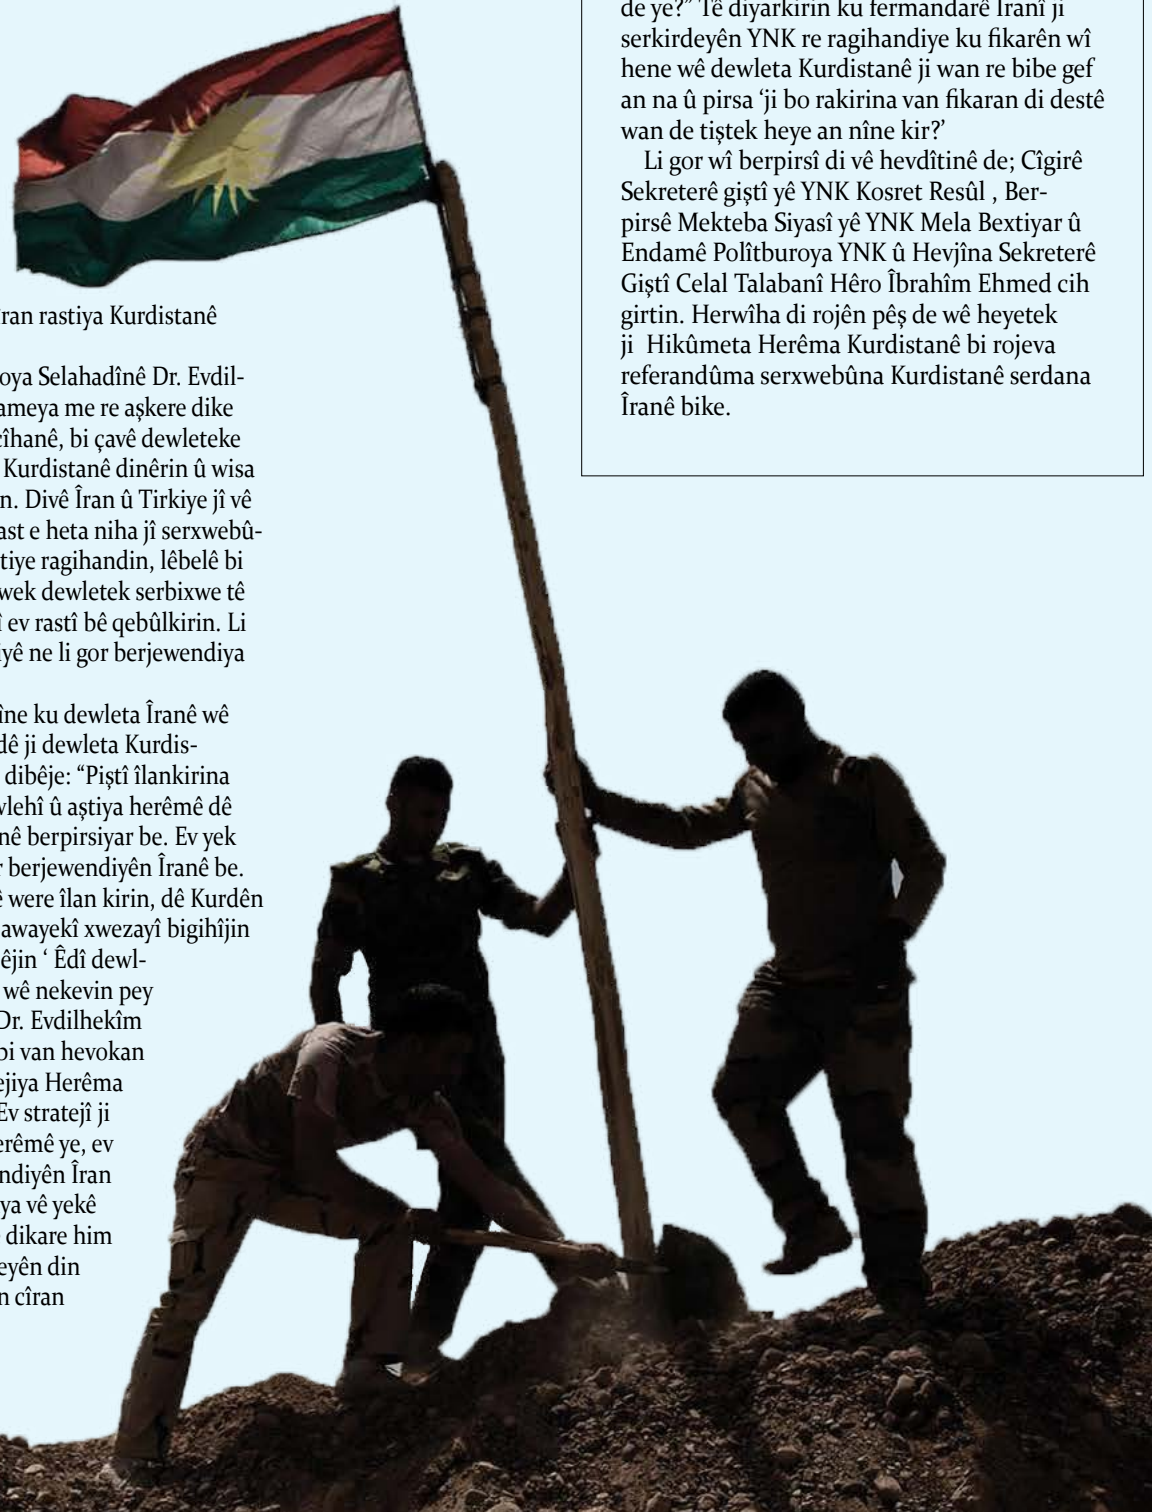 Iran rastiya Kurdistanê
oya Selahadînê Dr. Evdil-
ameya me re aşkere dike
cîhanê, bi çavê dewleteke
Kurdistanê dinêrin û wisa
n. Divê Îran û Tirkiye jî vê
ast e heta niha jî serxwebû-
tiye ragihandin, lêbelê bi
wek dewletek serbixwe tê
î ev rastî bê qebûlkirin. Li
iyê ne li gor berjewendiya
îne ku dewleta Îranê wê
dê ji dewleta Kurdis-
dibêje: “Piştî îlankirina
wlehî û aştiya herêmê dê
nê berpirsiyar be. Ev yek
r berjewendiyên Îranê be.
ê were îlan kirin, dê Kurdên
awayekî xwezayî bigihîjin
êjin ‘ Êdî dewl-
wê nekevin pey
Dr. Evdilhekîm
bi van hevokan
ejiya Herêma
Ev stratejî ji
erêmê ye, ev
ndiyên Îran
ya vê yekê
dikare him
eyên din
n cîran
de ye?” Tê diyarkirin ku fermandarê Îranî ji
serkirdeyên YNK re ragihandiye ku fikarên wî
hene wê dewleta Kurdistanê ji wan re bibe gef
an na û pirsa ‘ji bo rakirina van fikaran di destê
wan de tiştek heye an nîne kir?’
Li gor wî berpirsî di vê hevdîtinê de; Cîgirê
Sekreterê giştî yê YNK Kosret Resûl , Ber-
pirsê Mekteba Siyasî yê YNK Mela Bextiyar û
Endamê Polîtburoya YNK û Hevjîna Sekreterê
Giştî Celal Talabanî Hêro Îbrahîm Ehmed cih
girtin. Herwîha di rojên pêş de wê heyetek
ji Hikûmeta Herêma Kurdistanê bi rojeva
referandûma serxwebûna Kurdistanê serdana
Îranê bike.